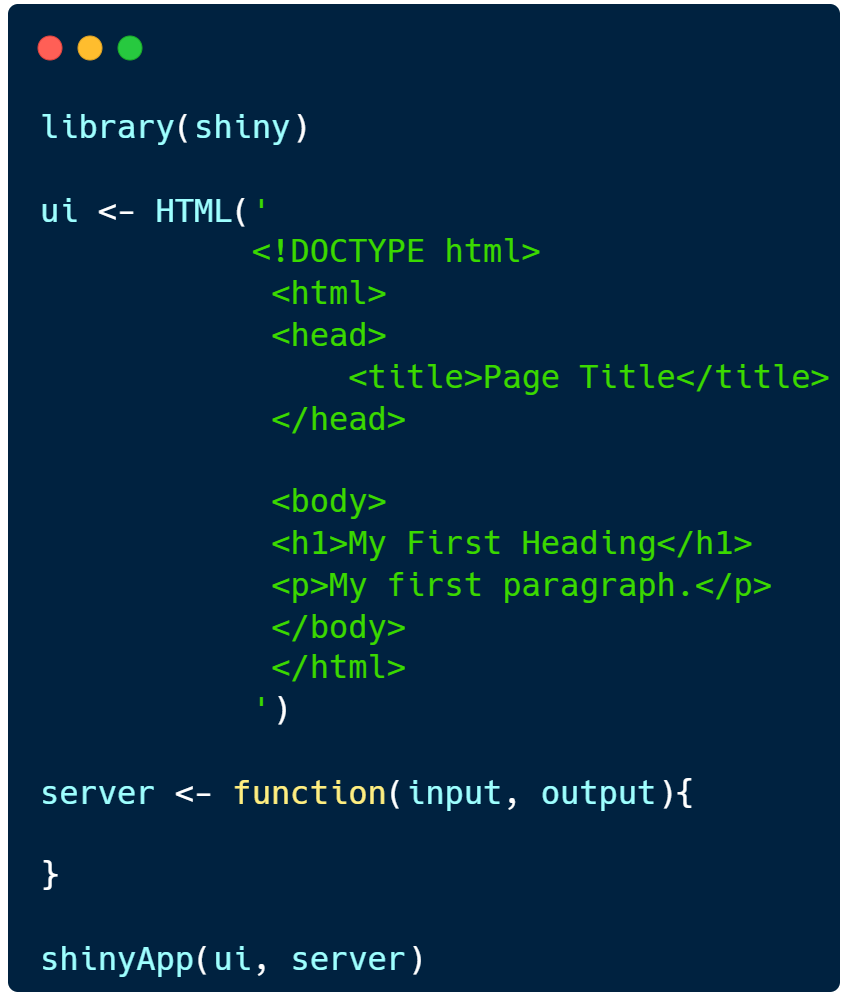 library(shiny)
ui <- HTML('
<!DOCTYPE html>
<html>
<head>
<title>Page Title</title>
</head>
<body>
<h1>My First Heading</h1>
<p>My first paragraph.</p>
</body>
</html>
')
server <- function(input, output){
}
shinyApp(ui, server)